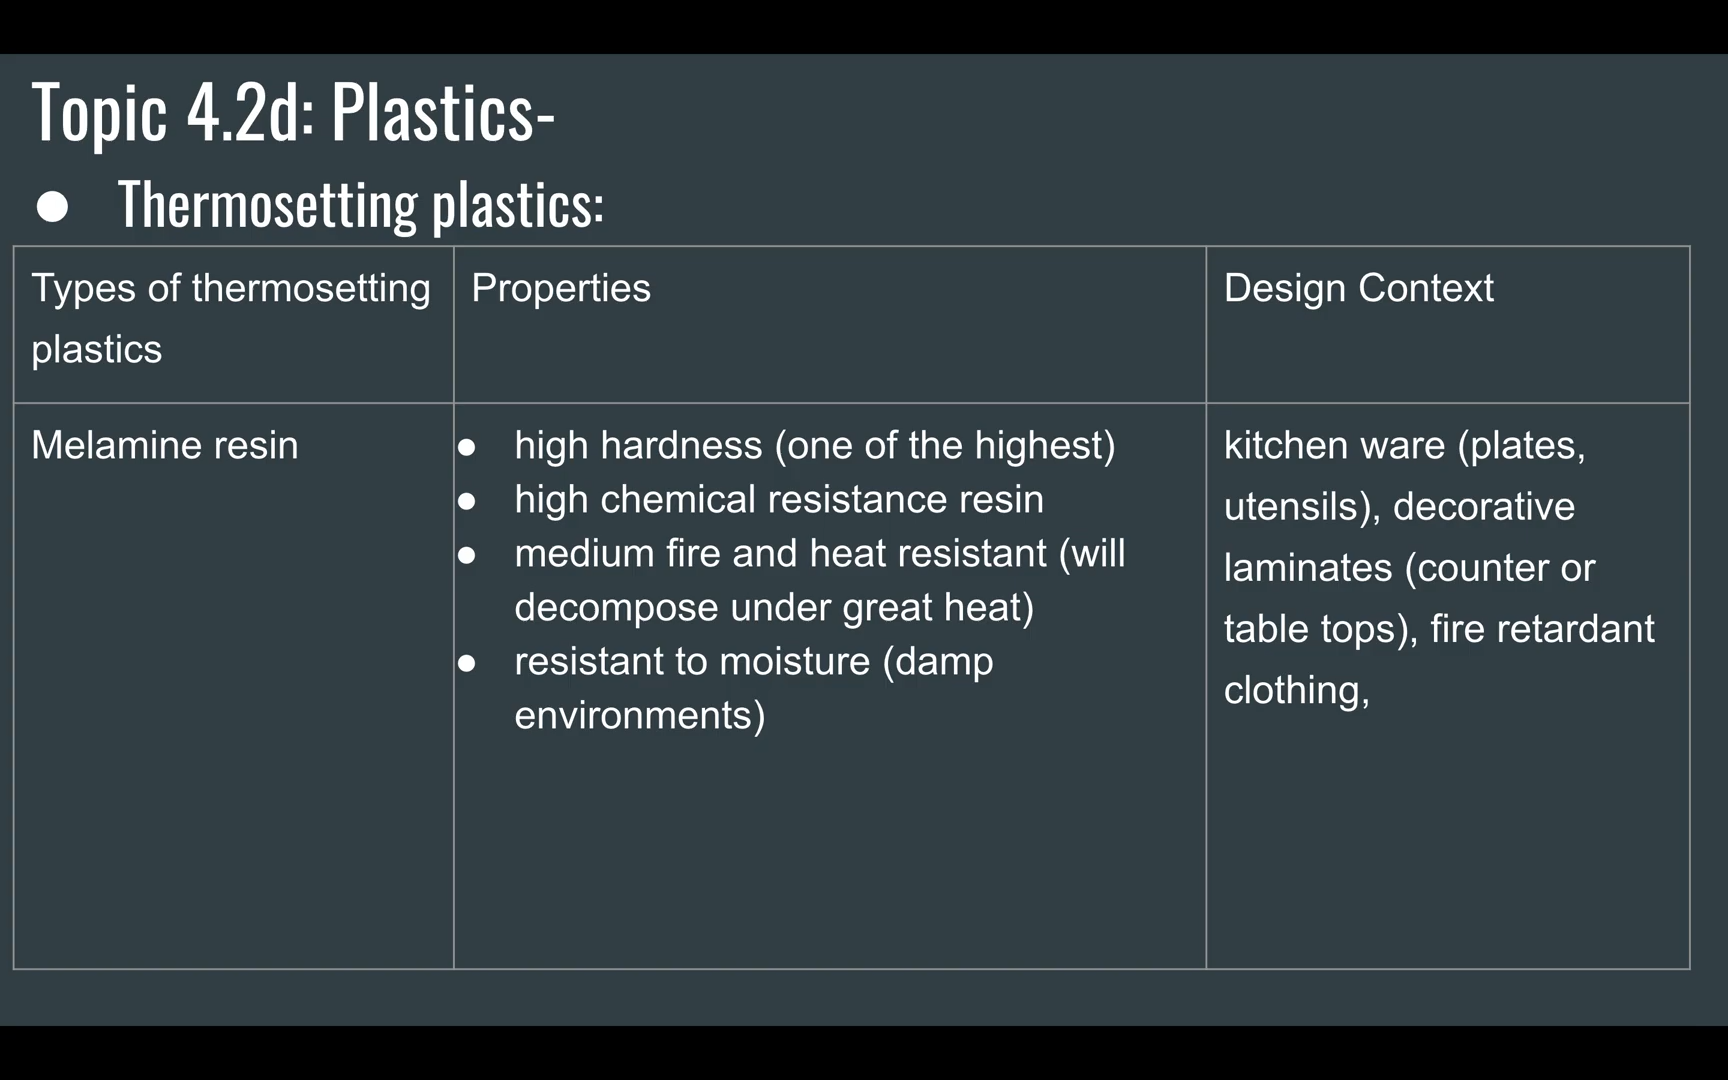 Topic 4.2d: Plastics-
● Thermosetting plastics:
Types of thermosetting
plastics
Properties
Design Context
Melamine resin
● high hardness (one of the highest)
● high chemical resistance resin
● medium fire and heat resistant (will
decompose under great heat)
● resistant to moisture (damp
environments)
kitchen ware (plates,
utensils), decorative
laminates (counter or
table tops), fire retardant
clothing,